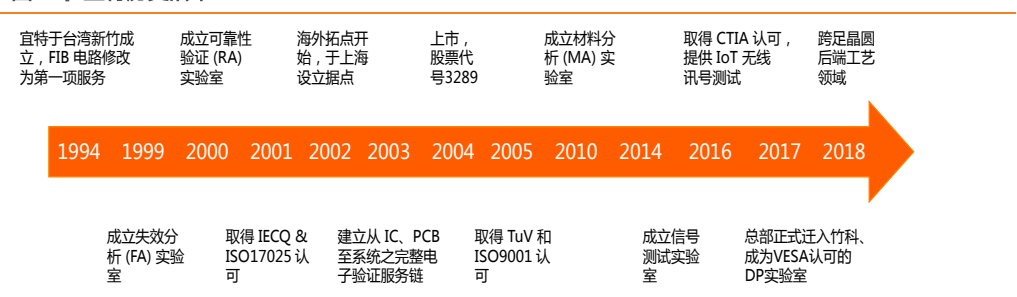 宜特于台湾新竹成
立，FIB 电路修改
为第一项服务
成立可靠性
验证 (RA)
实验室
海外拓点开
始，于上海
设立据点
上市，
股票代
号3289
成立材料分
析 (MA) 实
验室
取得 CTIA 认可，
提供 IoT 无线
讯号测试
跨足晶圆
后端工艺
领域
1994 1999 2000 2001 2002 2003 2004 2005 2010 2014 2016 2017 2018
成立失效分
析 (FA) 实验
室
取得 IECQ &
ISO17025 认
可
建立从 IC、PCB
至系统之完整电
子验证服务链
取得 TuV 和
ISO9001 认
可
成立信号
测试实验
室
总部正式迁入竹科、
成为VESA认可的
DP实验室